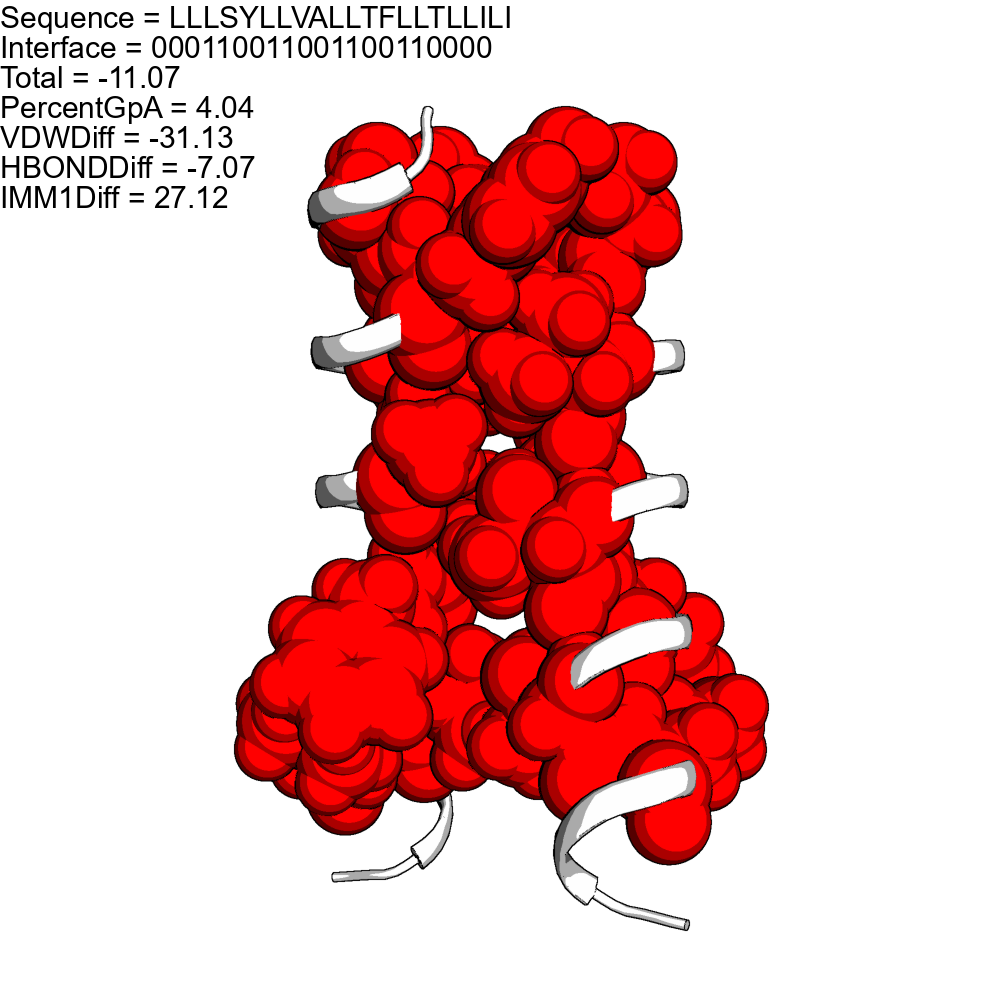 Sequence = LLLSYLLVALLTFLLTLLILI
Interface = 000110011001100110000
Total = -11.07
PercentGpA = 4.04
VDWDiff = -31.13
HBONDDiff = -7.07
IMM1Diff = 27.12